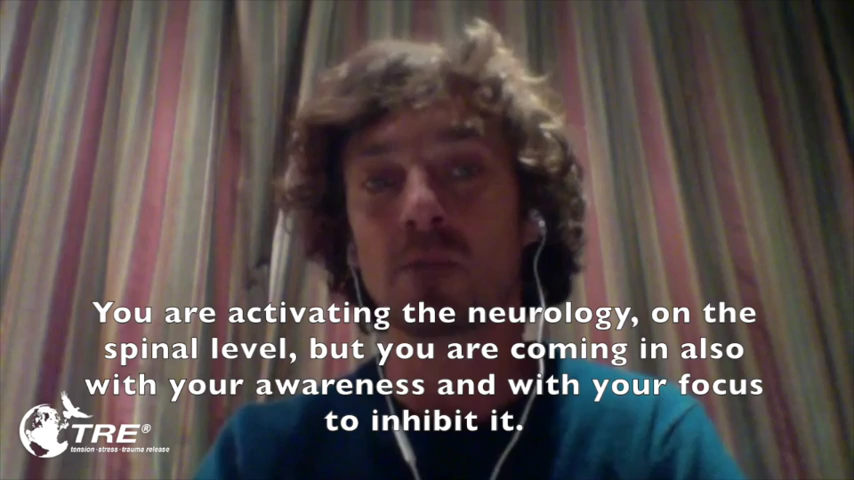 You are activating the neurology, on the
spinal level, but you are coming in also
with your awareness and with your focus
to inhibit it.
TRE®
tension-stress-trauma release